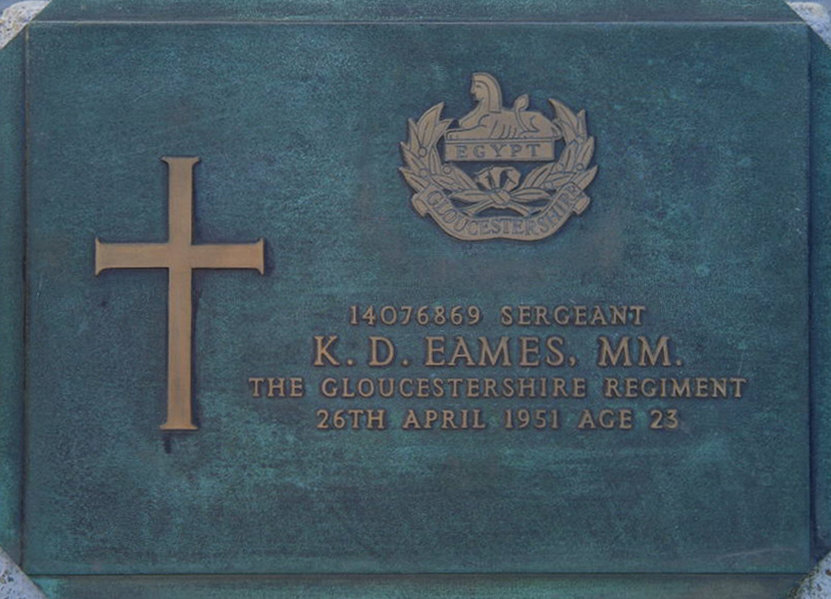 EGYPT
GLOUCESTERSHIRE
14076869 SERGEANT
K. D. EAMES, MM.
THE GLOUCESTERSHIRE REGIMENT
26TH APRIL 1951 AGE 23